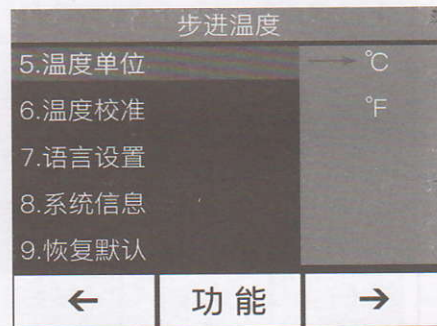 步进温度
5.温度单位 → ℃
6.温度校准 ℉
7.语言设置
8.系统信息
9.恢复默认
← 功能 →